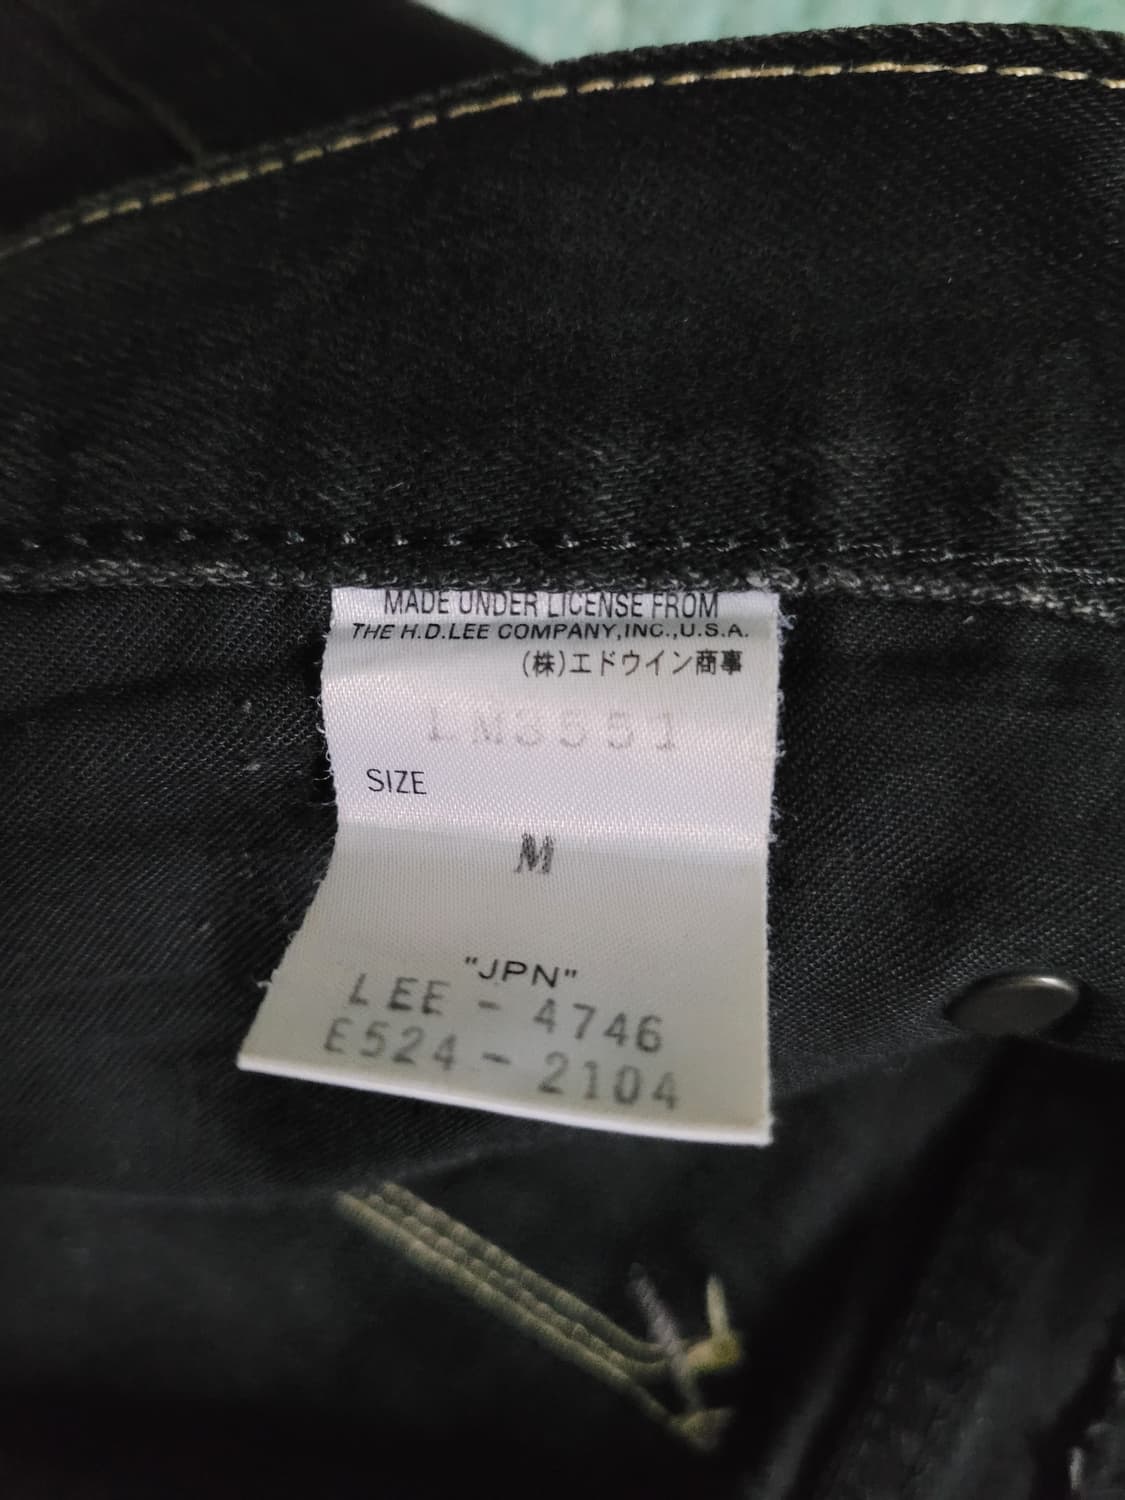 MADE UNDER LICENSE FROM
THE H.D.LEE COMPANY,INC.,U.S.A.
(株)エドウイン商事
LM3551
SIZE
M
"JPN"
LEE - 4746
E524 - 2104